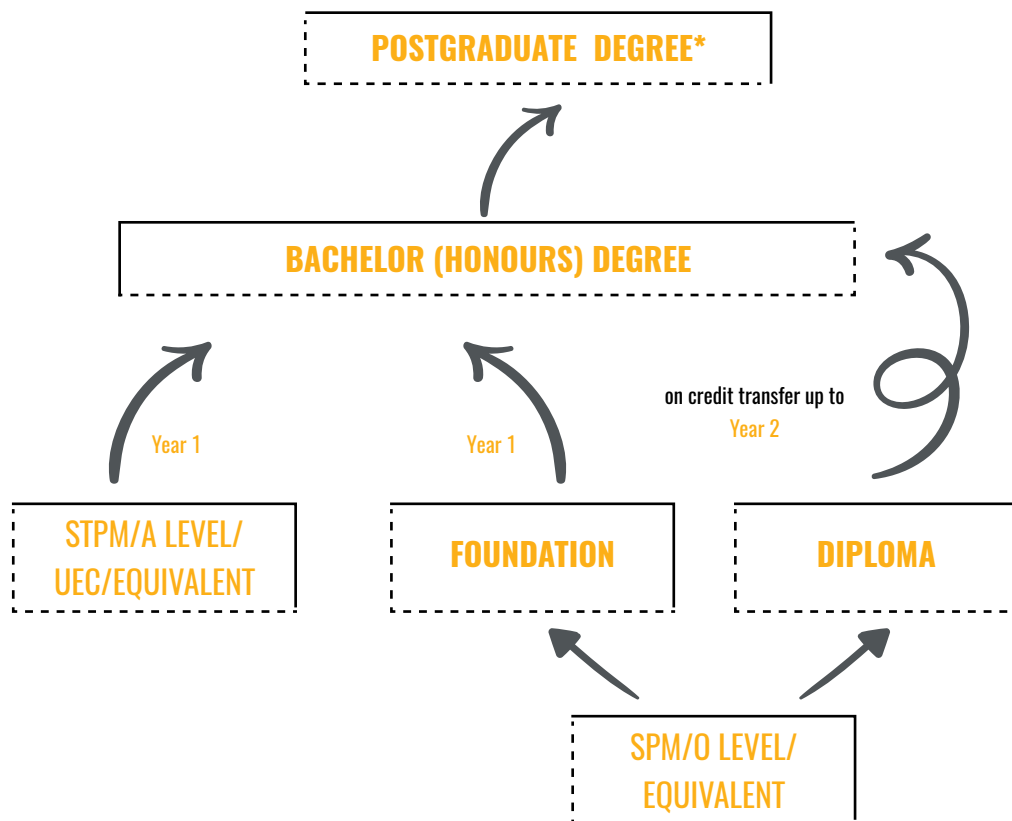 POSTGRADUATE DEGREE*
BACHELOR (HONOURS) DEGREE
on credit transfer up to
Year 2
Year 1
Year 1
STPM/A LEVEL/
UEC/EQUIVALENT
FOUNDATION
DIPLOMA
SPM/O LEVEL/
EQUIVALENT